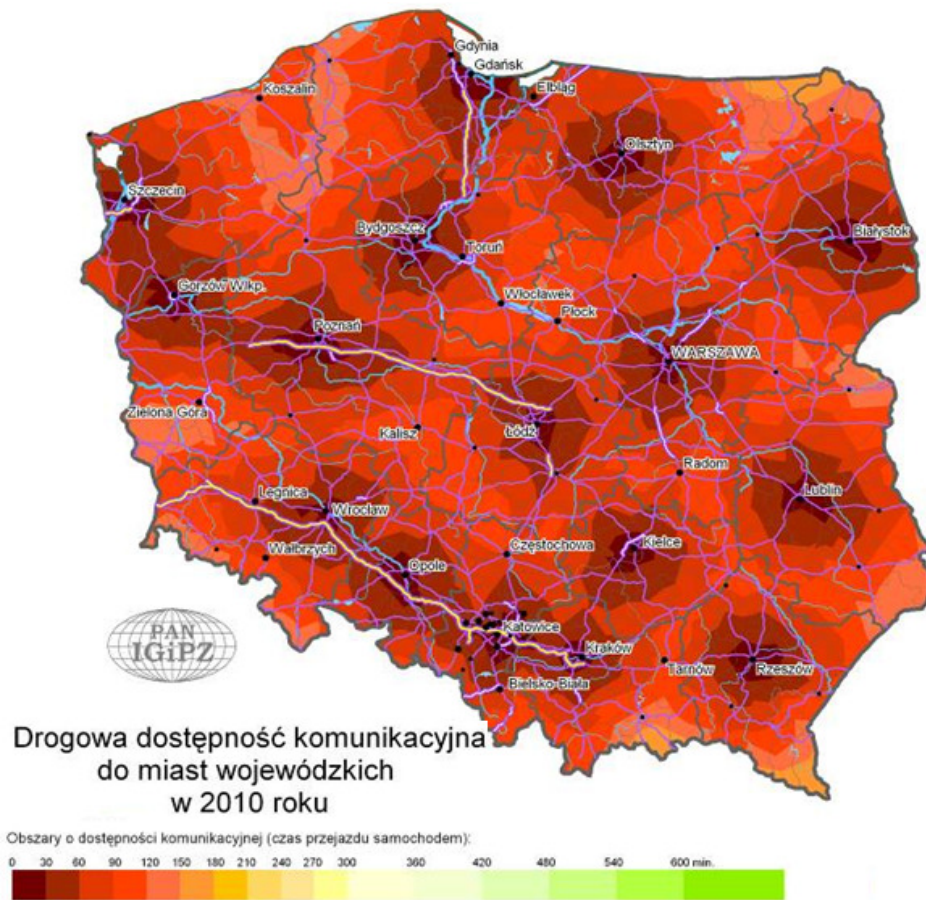 Gdynia
Gdańsk
Koszalin
Elbląg
Olsztyn
Szczecin
Bydgoszcz
Białystok
Toruń
Gorzów Wlkp.
Włocławek
Płock
Poznań
WARSZAWA
Zielona Góra
Kalisz
Łódź
Radom
Legnica
Wrocław
Lublin
Wałbrzych
Częstochowa
Kielce
Opole
Katowice
Kraków
Tarnów
Rzeszów
Bielsko-Biała
PAN
IGiPZ
Drogowa dostępność komunikacyjna
do miast wojewódzkich
w 2010 roku
Obszary o dostępności komunikacyjnej (czas przejazdu samochodem):
0 30 60 90 120 150 180 210 240 270 300 360 420 480 540 600 min.